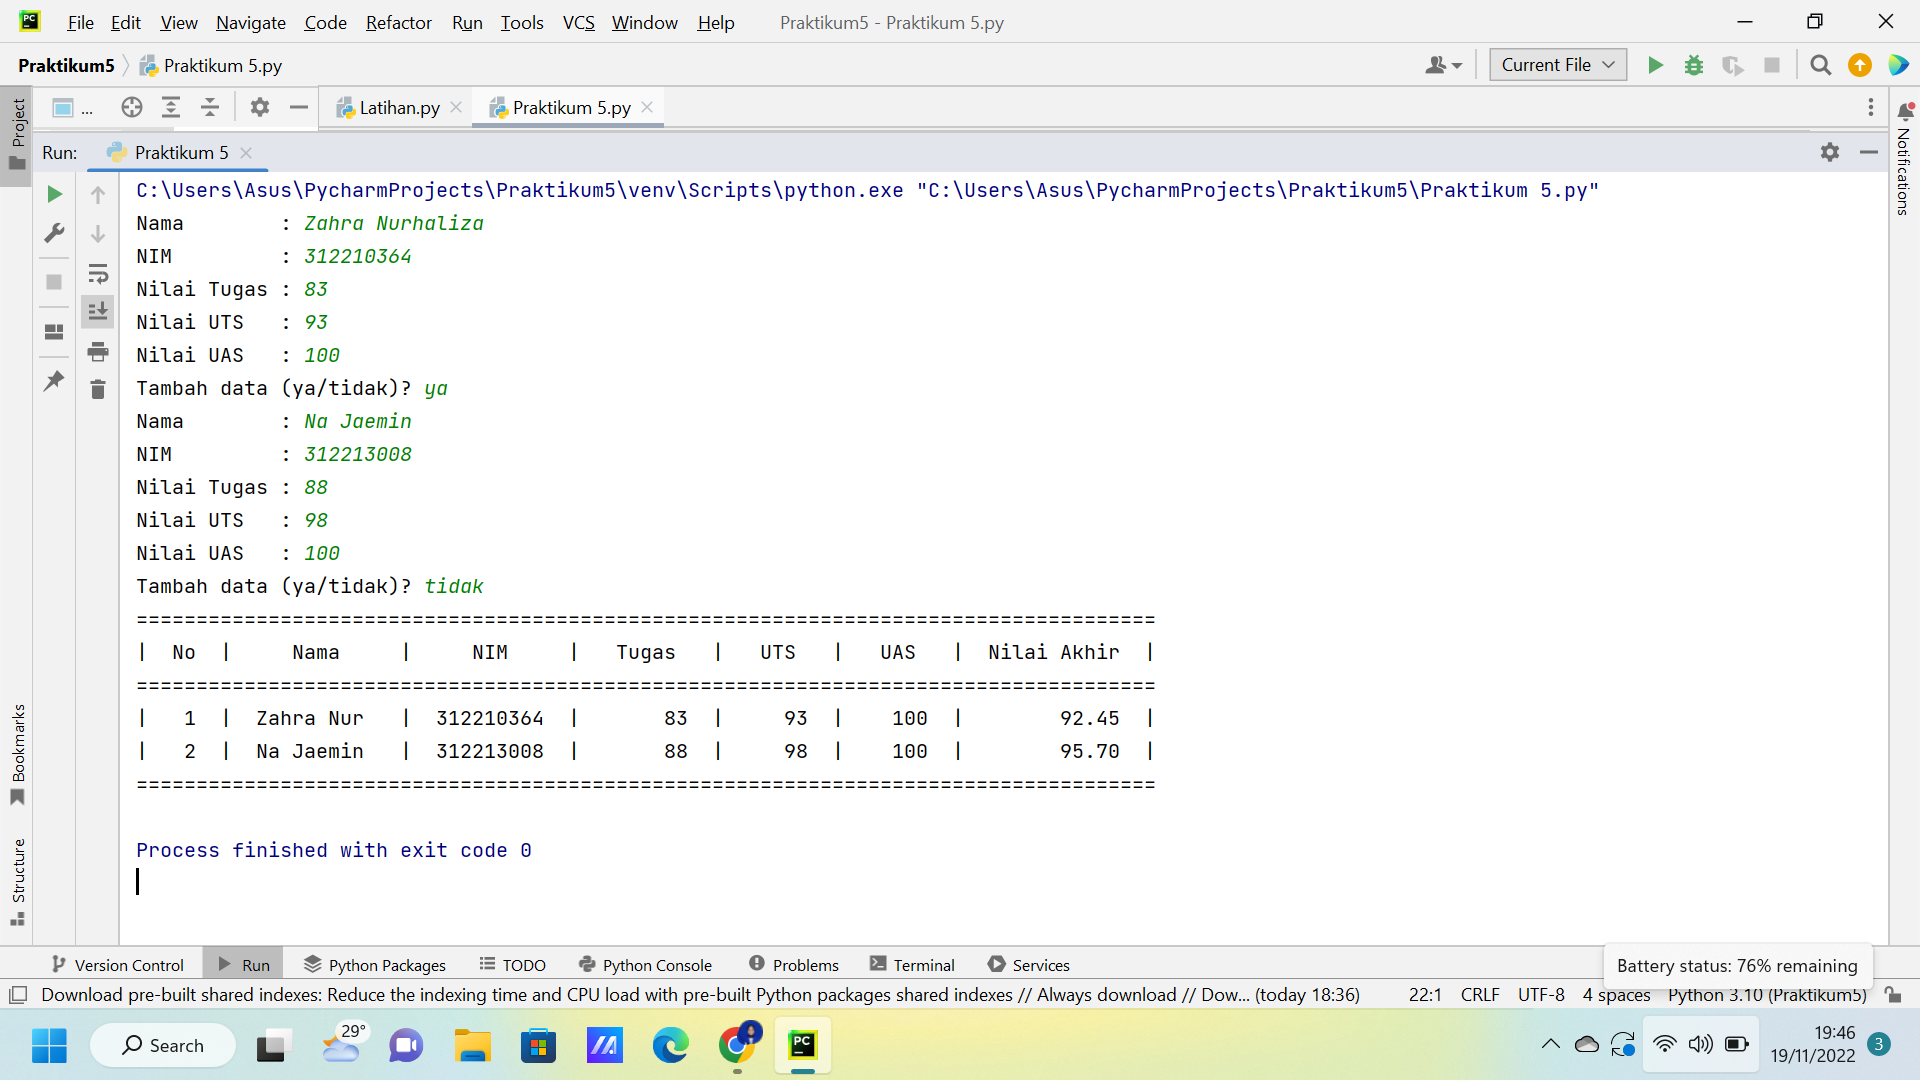 File Edit View Navigate Code Refactor Run Tools VCS Window Help Praktikum5 - Praktikum 5.py
Praktikum5 Praktikum 5.py Current File
Project ... Latihan.py Praktikum 5.py
Notifications
Run: Praktikum 5
C:\Users\Asus\PycharmProjects\Praktikum5\venv\Scripts\python.exe "C:\Users\Asus\PycharmProjects\Praktikum5\Praktikum 5.py"
Nama        : Zahra Nurhaliza
NIM         : 312210364
Nilai Tugas : 83
Nilai UTS   : 93
Nilai UAS   : 100
Tambah data (ya/tidak)? ya
Nama        : Na Jaemin
NIM         : 312213008
Nilai Tugas : 88
Nilai UTS   : 98
Nilai UAS   : 100
Tambah data (ya/tidak)? tidak
=====================================================================================
|  No  |     Nama     |     NIM     |   Tugas   |   UTS   |   UAS   |  Nilai Akhir  |
=====================================================================================
|   1  |  Zahra Nur   |  312210364  |       83  |     93  |    100  |        92.45  |
|   2  |  Na Jaemin   |  312213008  |       88  |     98  |    100  |        95.70  |
=====================================================================================
Process finished with exit code 0
Bookmarks
Structure
Version Control Run Python Packages TODO Python Console Problems Terminal Services
Battery status: 76% remaining
Download pre-built shared indexes: Reduce the indexing time and CPU load with pre-built Python packages shared indexes // Always download // Dow... (today 18:36) 22:1 CRLF UTF-8 4 spaces Python 3.10 (Praktikum5)
Search 29° PC 19:46
19/11/2022 3